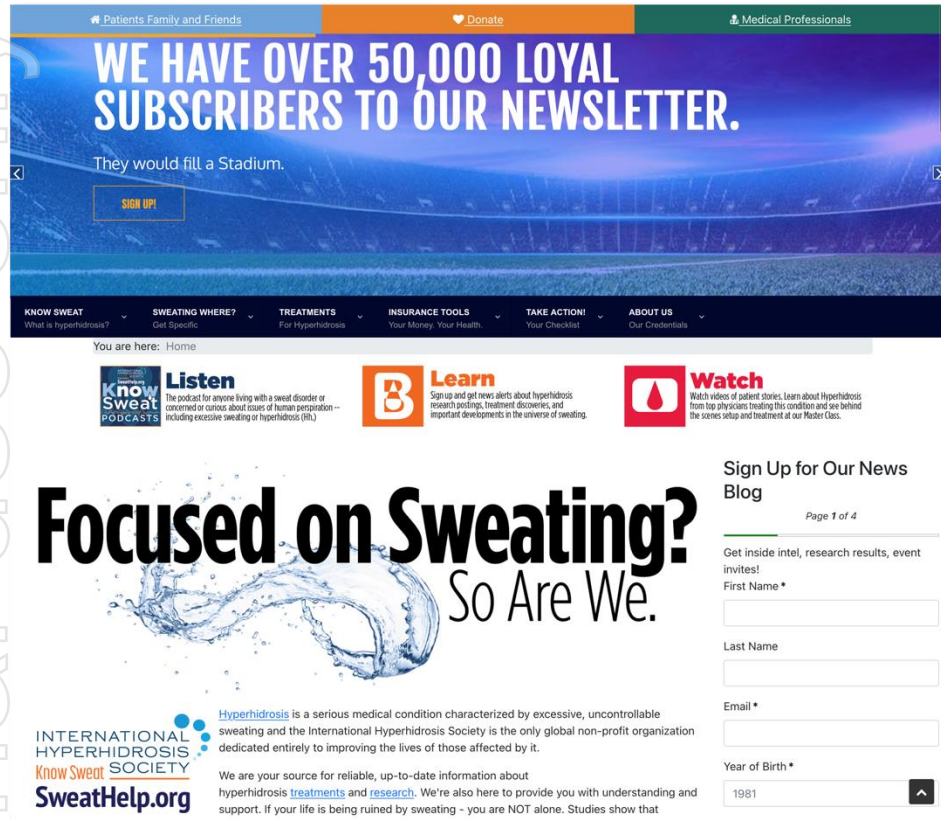 Patients Family and Friends
Donate
Medical Professionals
WE HAVE OVER 50,000 LOYAL
SUBSCRIBERS TO OUR NEWSLETTER.
They would fill a Stadium.
SIGN UP!
KNOW SWEAT
What is hyperhidrosis?
SWEATING WHERE?
Get Specific
TREATMENTS
For Hyperhidrosis
INSURANCE TOOLS
Your Money. Your Health.
TAKE ACTION!
Your Checklist
ABOUT US
Our Credentials
You are here: Home
SweatHelp.org
Know
Sweat
PODCASTS
Listen
The podcast for anyone living with a sweat disorder or
concerned or curious about issues of human perspiration --
including excessive sweating or hyperhidrosis (Hh.)
B
Learn
Sign up and get news alerts about hyperhidrosis
research postings, treatment discoveries, and
important developments in the universe of sweating.
Watch
Watch videos of patient stories. Learn about Hyperhidrosis
from top physicians treating this condition and see behind
the scenes setup and treatment at our Master Class.
Focused on Sweating?
So Are We.
INTERNATIONAL
HYPERHIDROSIS
Know Sweat SOCIETY
SweatHelp.org
Hyperhidrosis is a serious medical condition characterized by excessive, uncontrollable
sweating and the International Hyperhidrosis Society is the only global non-profit organization
dedicated entirely to improving the lives of those affected by it.
We are your source for reliable, up-to-date information about
hyperhidrosis treatments and research. We're also here to provide you with understanding and
support. If your life is being ruined by sweating - you are NOT alone. Studies show that
Sign Up for Our News
Blog
Page 1 of 4
Get inside intel, research results, event
invites!
First Name *
Last Name
Email *
Year of Birth *
1981